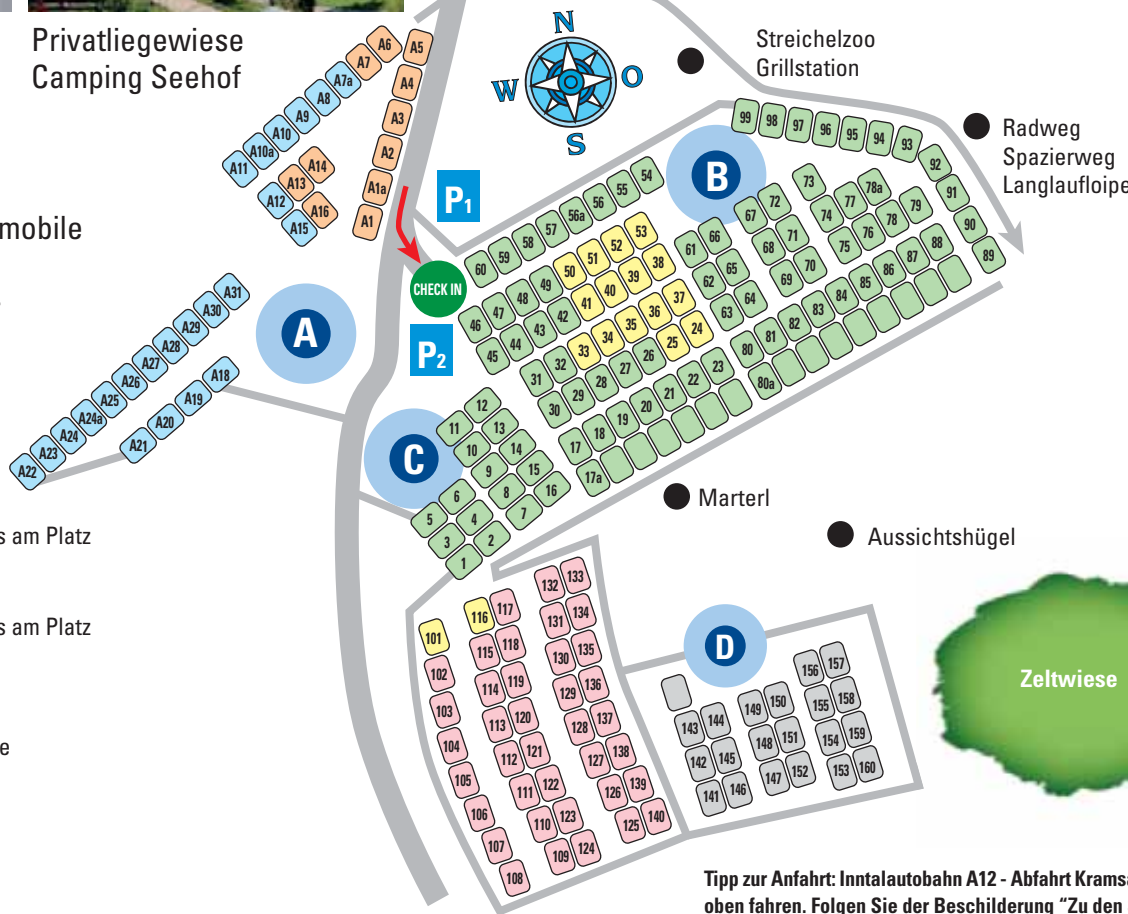 Privatliegewiese
Camping Seehof
mobile
s am Platz
s am Platz
e
N
W O
S
Streichelzoo
Grillstation
Radweg
Spazierweg
Langlaufloipe
P1
CHECK IN
P2
A
B
C
D
Marterl
Aussichtshügel
Zeltwiese
A11 A10a A10 A9 A8 A7a A7 A6
A5 A4 A3 A2 A1a A1
A12 A13 A14
A15 A16
A22 A23 A24 A24a A25 A26 A27 A28 A29 A30 A31
A21 A20 A19 A18
60 59 58 57 56a 56 55 54
99 98 97 96 95 94 93 92 91 90 89
46 47 48 49 50 51 52 53
45 44 43 42 41 40 39 38
31 32 33 34 35 36 37
30 29 28 27 26 25 24
61 66
62 65
63 64
67 72
68 71
69 70
73
74 77 78a
75 76 78 79
17 18 19 20 21 22 23
17a
80 81 82 83 84 85 86 87 88
80a
11 12
10 13
9 14
8 15
7 16
5 6
3 4
1 2
101 102 103 104 105 106 107 108
116 117
115 118
114 119
113 120
112 121
111 122
110 123
109 124
132 133
131 134
130 135
129 136
128 137
127 138
126 139
125 140
143 144
142 145
141 146
149 150
148 151
147 152
156 157
155 158
154 159
153 160
Tipp zur Anfahrt: Inntalautobahn A12 - Abfahrt Kramsa
oben fahren. Folgen Sie der Beschilderung “Zu den